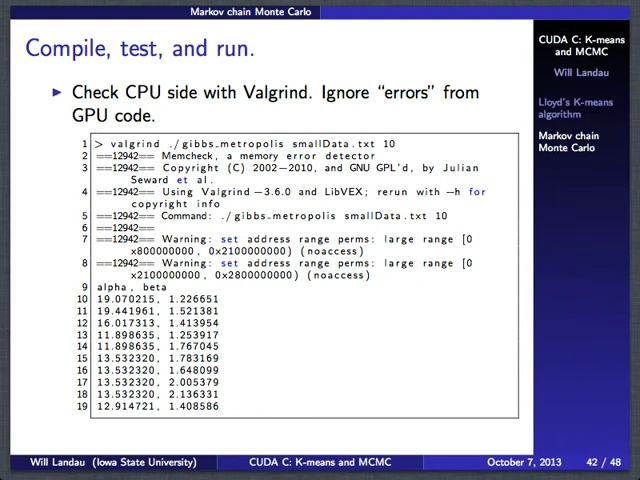 Markov chain Monte Carlo
Compile, test, and run.
Check CPU side with Valgrind. Ignore “errors” from
GPU code.
1 > valgrind ./gibbs_metropolis smallData.txt 10
2 ==12942== Memcheck, a memory error detector
3 ==12942== Copyright (C) 2002−2010, and GNU GPL'd, by Julian
Seward et al.
4 ==12942== Using Valgrind−3.6.0 and LibVEX; rerun with −h for
copyright info
5 ==12942== Command: ./gibbs_metropolis smallData.txt 10
6 ==12942==
7 ==12942== Warning: set address range perms: large range [0
x800000000, 0x2100000000) (noaccess)
8 ==12942== Warning: set address range perms: large range [0
x2100000000, 0x2800000000) (noaccess)
9 alpha, beta
10 19.070215, 1.226651
11 19.441961, 1.521381
12 16.017313, 1.413954
13 11.898635, 1.253917
14 11.898635, 1.767045
15 13.532320, 1.783169
16 13.532320, 1.648099
17 13.532320, 2.005379
18 13.532320, 2.136331
19 12.914721, 1.408586
CUDA C: K-means
and MCMC
Will Landau
Lloyd's K-means
algorithm
Markov chain
Monte Carlo
Will Landau (Iowa State University) CUDA C: K-means and MCMC October 7, 2013 42 / 48